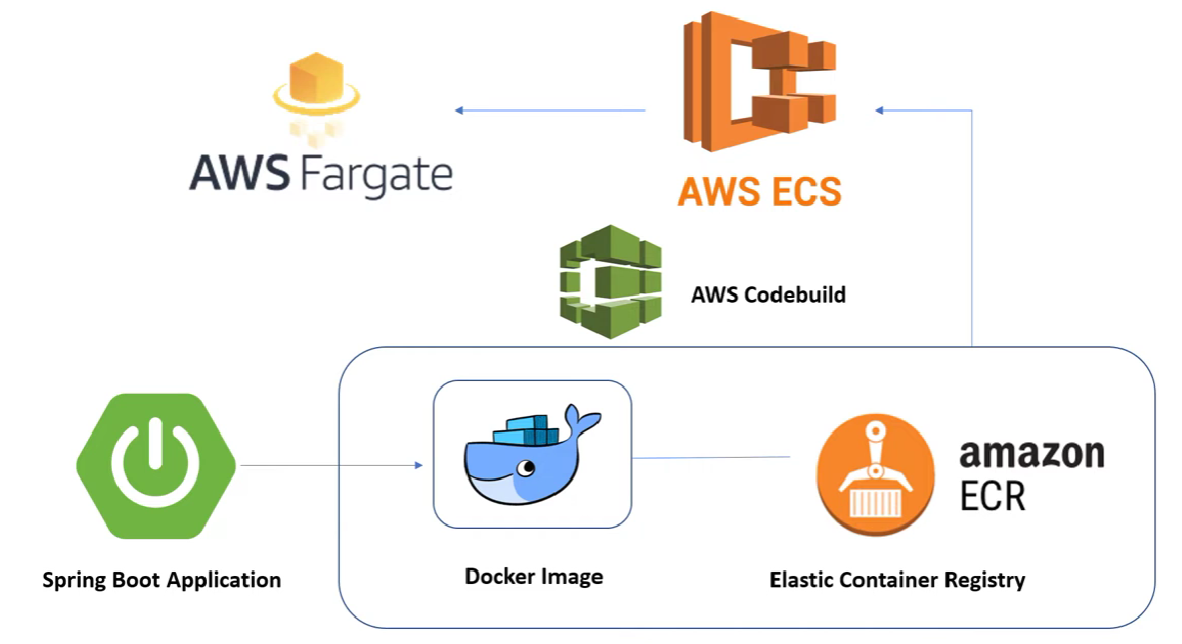 AWS Fargate
AWS ECS
AWS Codebuild
amazon
ECR
Spring Boot Application
Docker Image
Elastic Container Registry